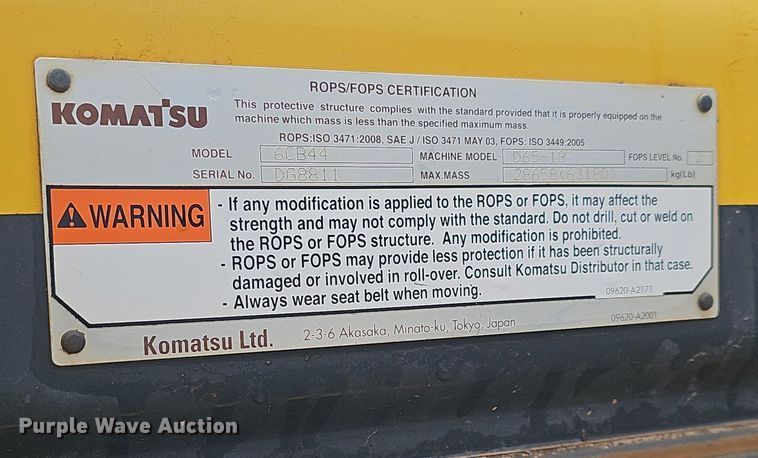 ROPS/FOPS CERTIFICATION
KOMATSU
This protective structure complies with the standard provided that it is properly equipped on the
machine which mass is less than the specified maximum mass.
ROPS:ISO 3471:2008, SAE J / ISO 3471 MAY 03, FOPS: ISO 3449:2005
MODEL 6CB44 MACHINE MODEL D65-18 FOPS LEVEL No. 2
SERIAL No. DG8811 MAX.MASS 28658(63180) kg(Lb)
WARNING
- If any modification is applied to the ROPS or FOPS, it may affect the
strength and may not comply with the standard. Do not drill, cut or weld on
the ROPS or FOPS structure. Any modification is prohibited.
- ROPS or FOPS may provide less protection if it has been structurally
damaged or involved in roll-over. Consult Komatsu Distributor in that case.
- Always wear seat belt when moving.
09620-A2171
Komatsu Ltd. 2-3-6 Akasaka, Minato-ku, Tokyo, Japan 09620-A2001
Purple Wave Auction